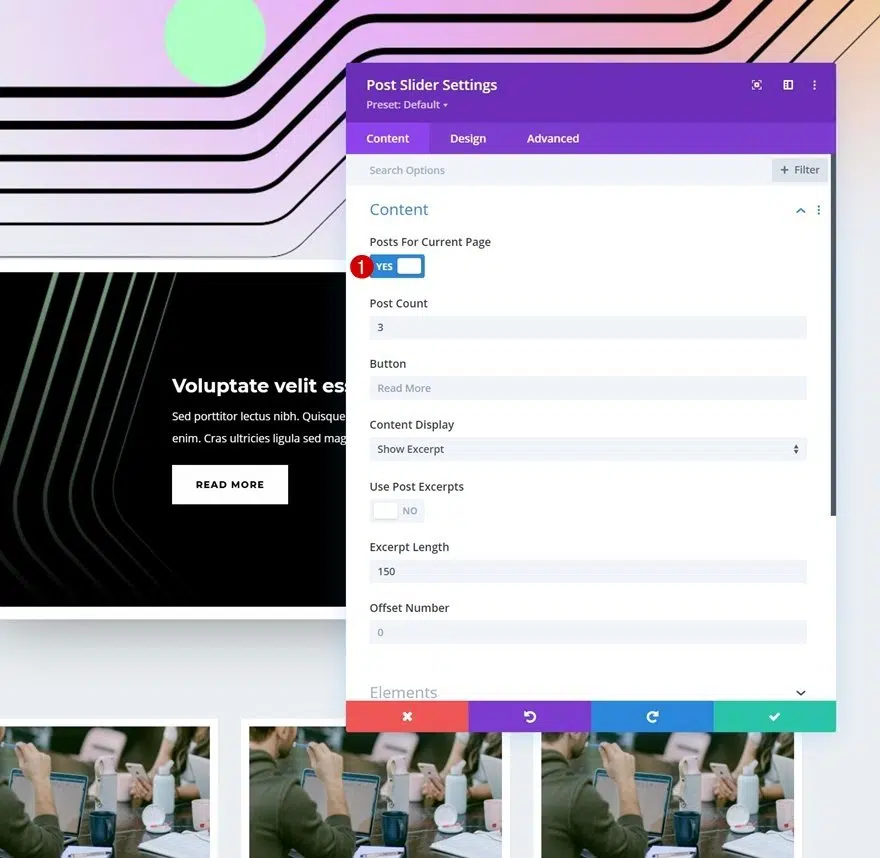 Post Slider Settings
Preset: Default
Content Design Advanced
Search Options
+ Filter
Content
Posts For Current Page
1
YES
Post Count
3
Button
Read More
Content Display
Show Excerpt
Use Post Excerpts
NO
Excerpt Length
150
Offset Number
0
Elements
Voluptate velit ess
Sed porttitor lectus nibh. Quisque
enim. Cras ultricies ligula sed mag
READ MORE